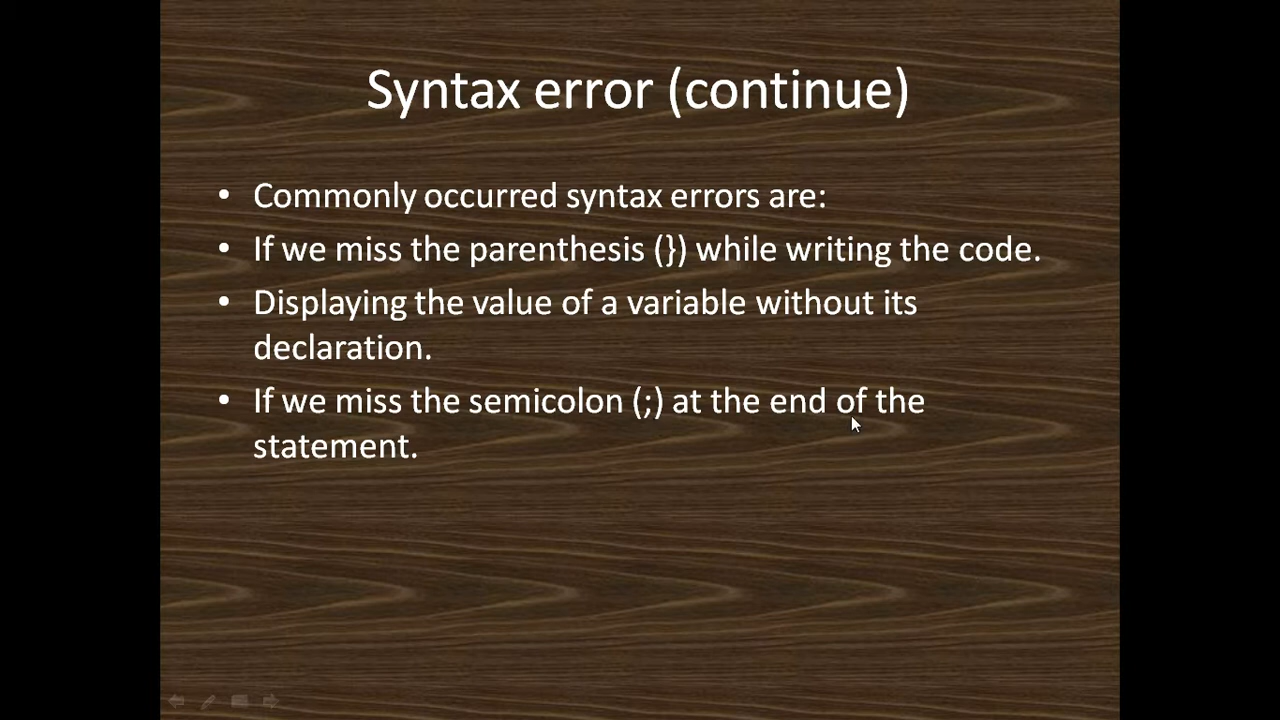 Syntax error (continue)
• Commonly occurred syntax errors are:
• If we miss the parenthesis (}) while writing the code.
• Displaying the value of a variable without its
declaration.
• If we miss the semicolon (;) at the end of the
statement.